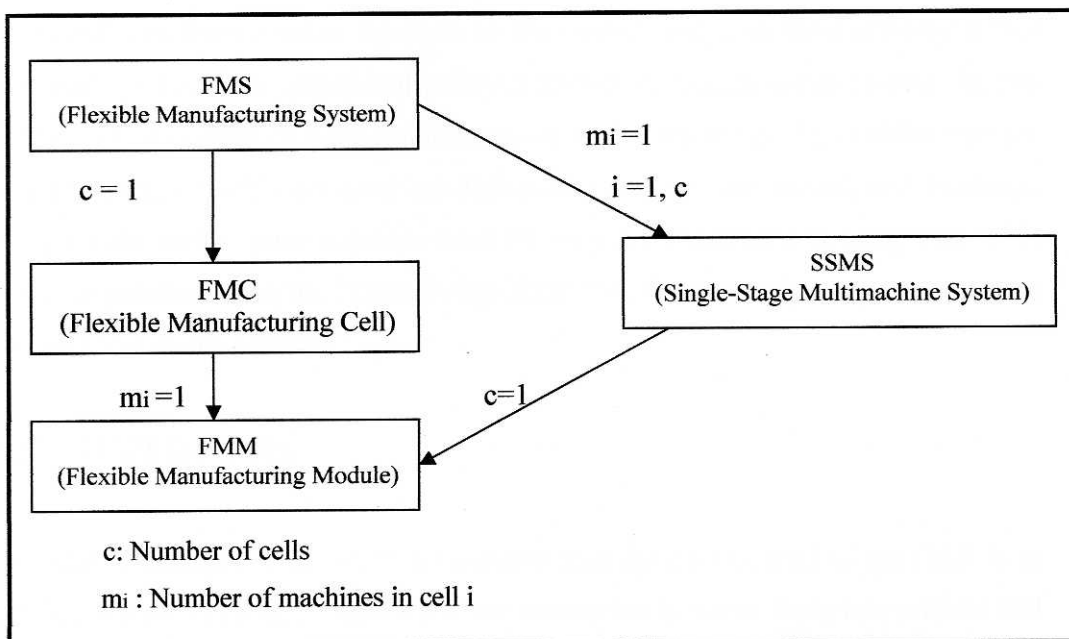 FMS
(Flexible Manufacturing System)
mi =1
c = 1
i =1, c
SSMS
(Single-Stage Multimachine System)
FMC
(Flexible Manufacturing Cell)
mi =1
c=1
FMM
(Flexible Manufacturing Module)
c: Number of cells
mi : Number of machines in cell i